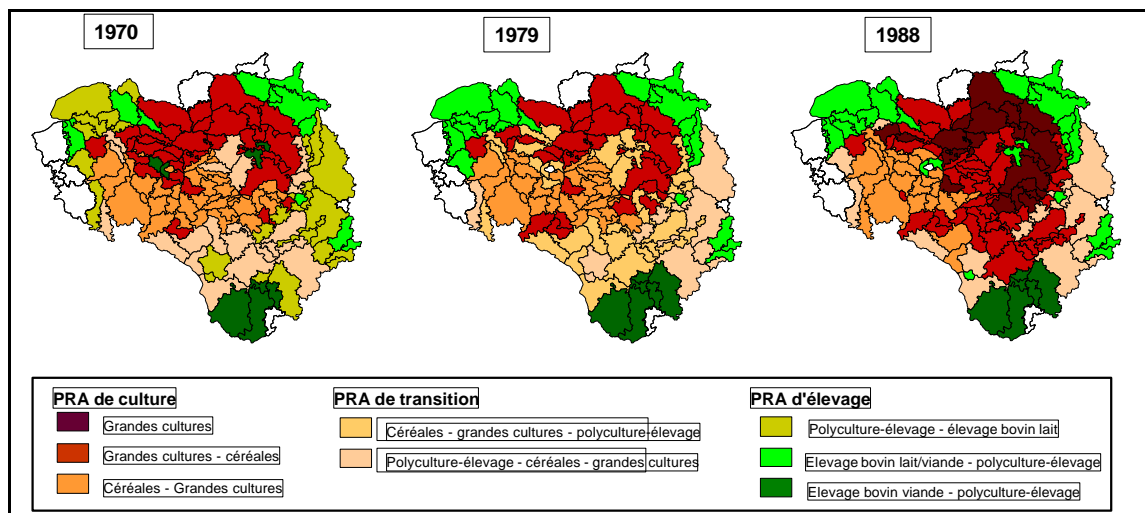 1970
1979
1988
PRA de culture
Grandes cultures
Grandes cultures - céréales
Céréales - Grandes cultures
PRA de transition
Céréales - grandes cultures - polyculture-élevage
Polyculture-élevage - céréales - grandes cultures
PRA d'élevage
Polyculture-élevage - élevage bovin lait
Elevage bovin lait/viande - polyculture-élevage
Elevage bovin viande - polyculture-élevage